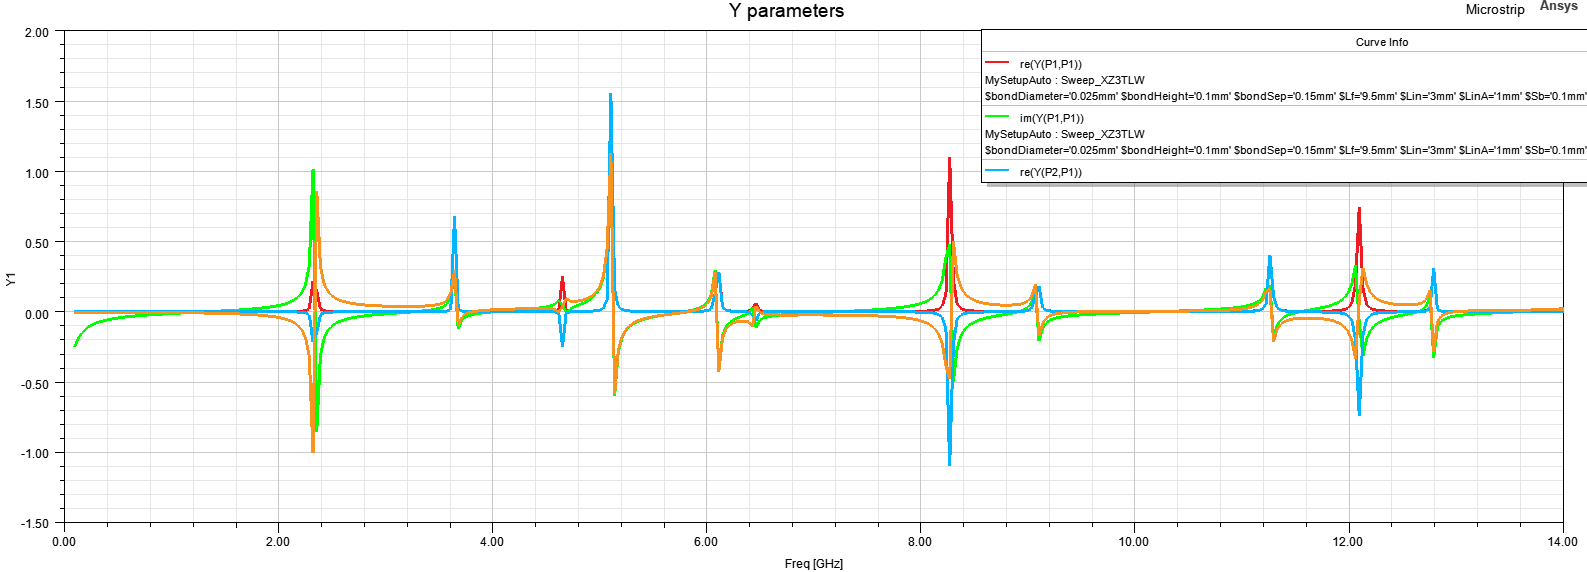 Y parameters
Microstrip
Ansys
2.00
1.50
1.00
0.50
0.00
-0.50
-1.00
-1.50
Y1
Curve Info
re(Y(P1,P1))
MySetupAuto : Sweep_XZ3TLW
$bondDiameter='0.025mm' $bondHeight='0.1mm' $bondSep='0.15mm' $Lf='9.5mm' $Lin='3mm' $LinA='1mm' $Sb='0.1mm'
im(Y(P1,P1))
MySetupAuto : Sweep_XZ3TLW
$bondDiameter='0.025mm' $bondHeight='0.1mm' $bondSep='0.15mm' $Lf='9.5mm' $Lin='3mm' $LinA='1mm' $Sb='0.1mm'
re(Y(P2,P1))
0.00
2.00
4.00
6.00
8.00
10.00
12.00
14.00
Freq [GHz]